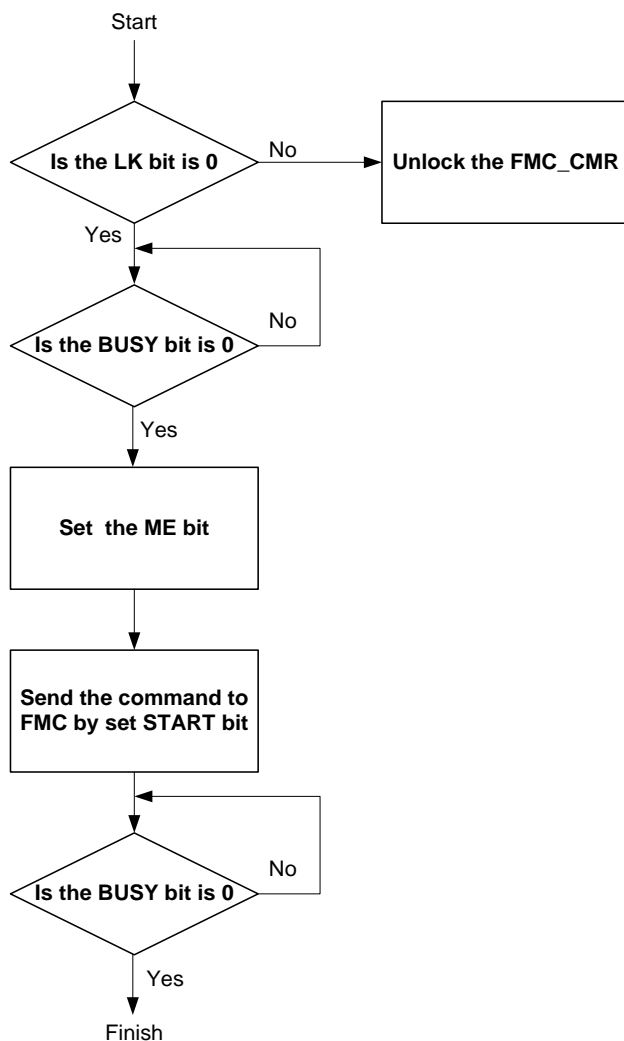 Start
Is the LK bit is 0
No
Unlock the FMC_CMR
Yes
Is the BUSY bit is 0
No
Yes
Set the ME bit
Send the command to
FMC by set START bit
Is the BUSY bit is 0
No
Yes
Finish